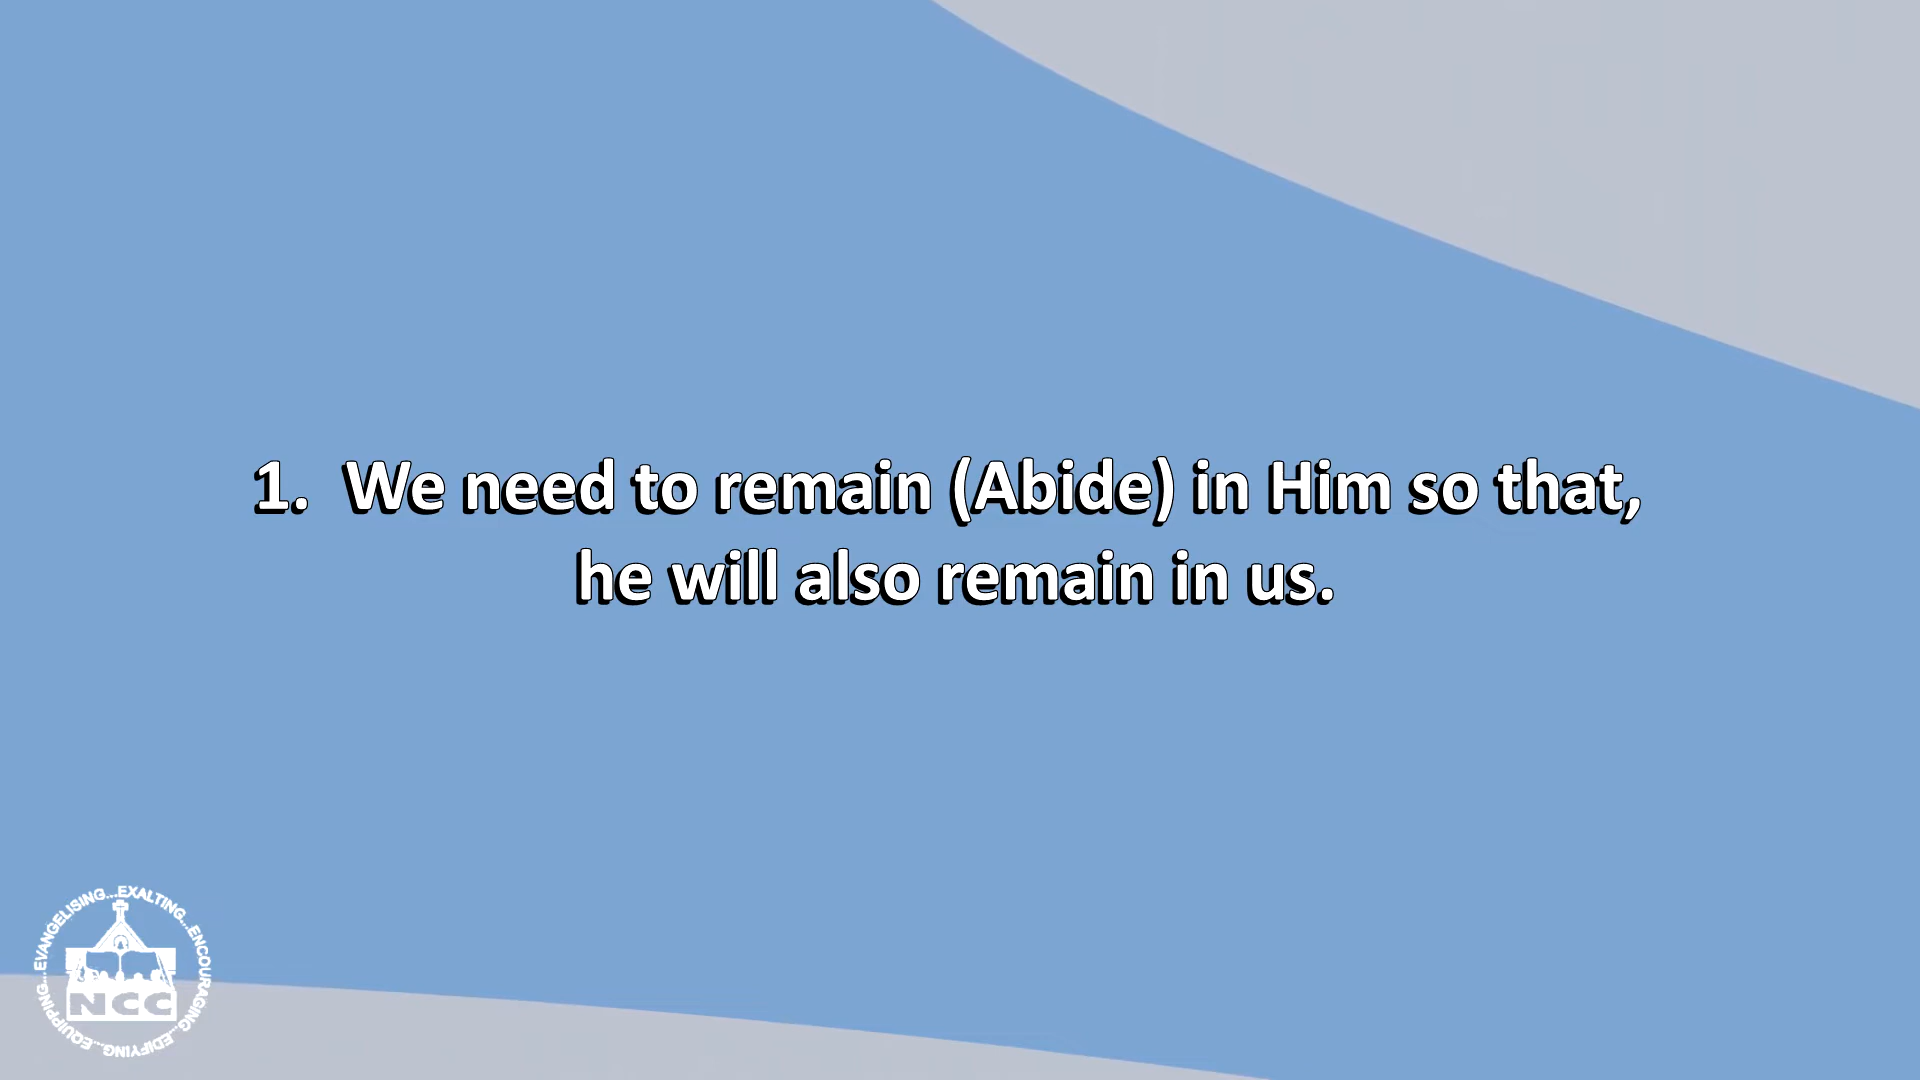 1. We need to remain (Abide) in Him so that,
he will also remain in us.
EVANGELISING...EXALTING...ENCOURAGING...EDIFYING...EQUIPPING...
NCC